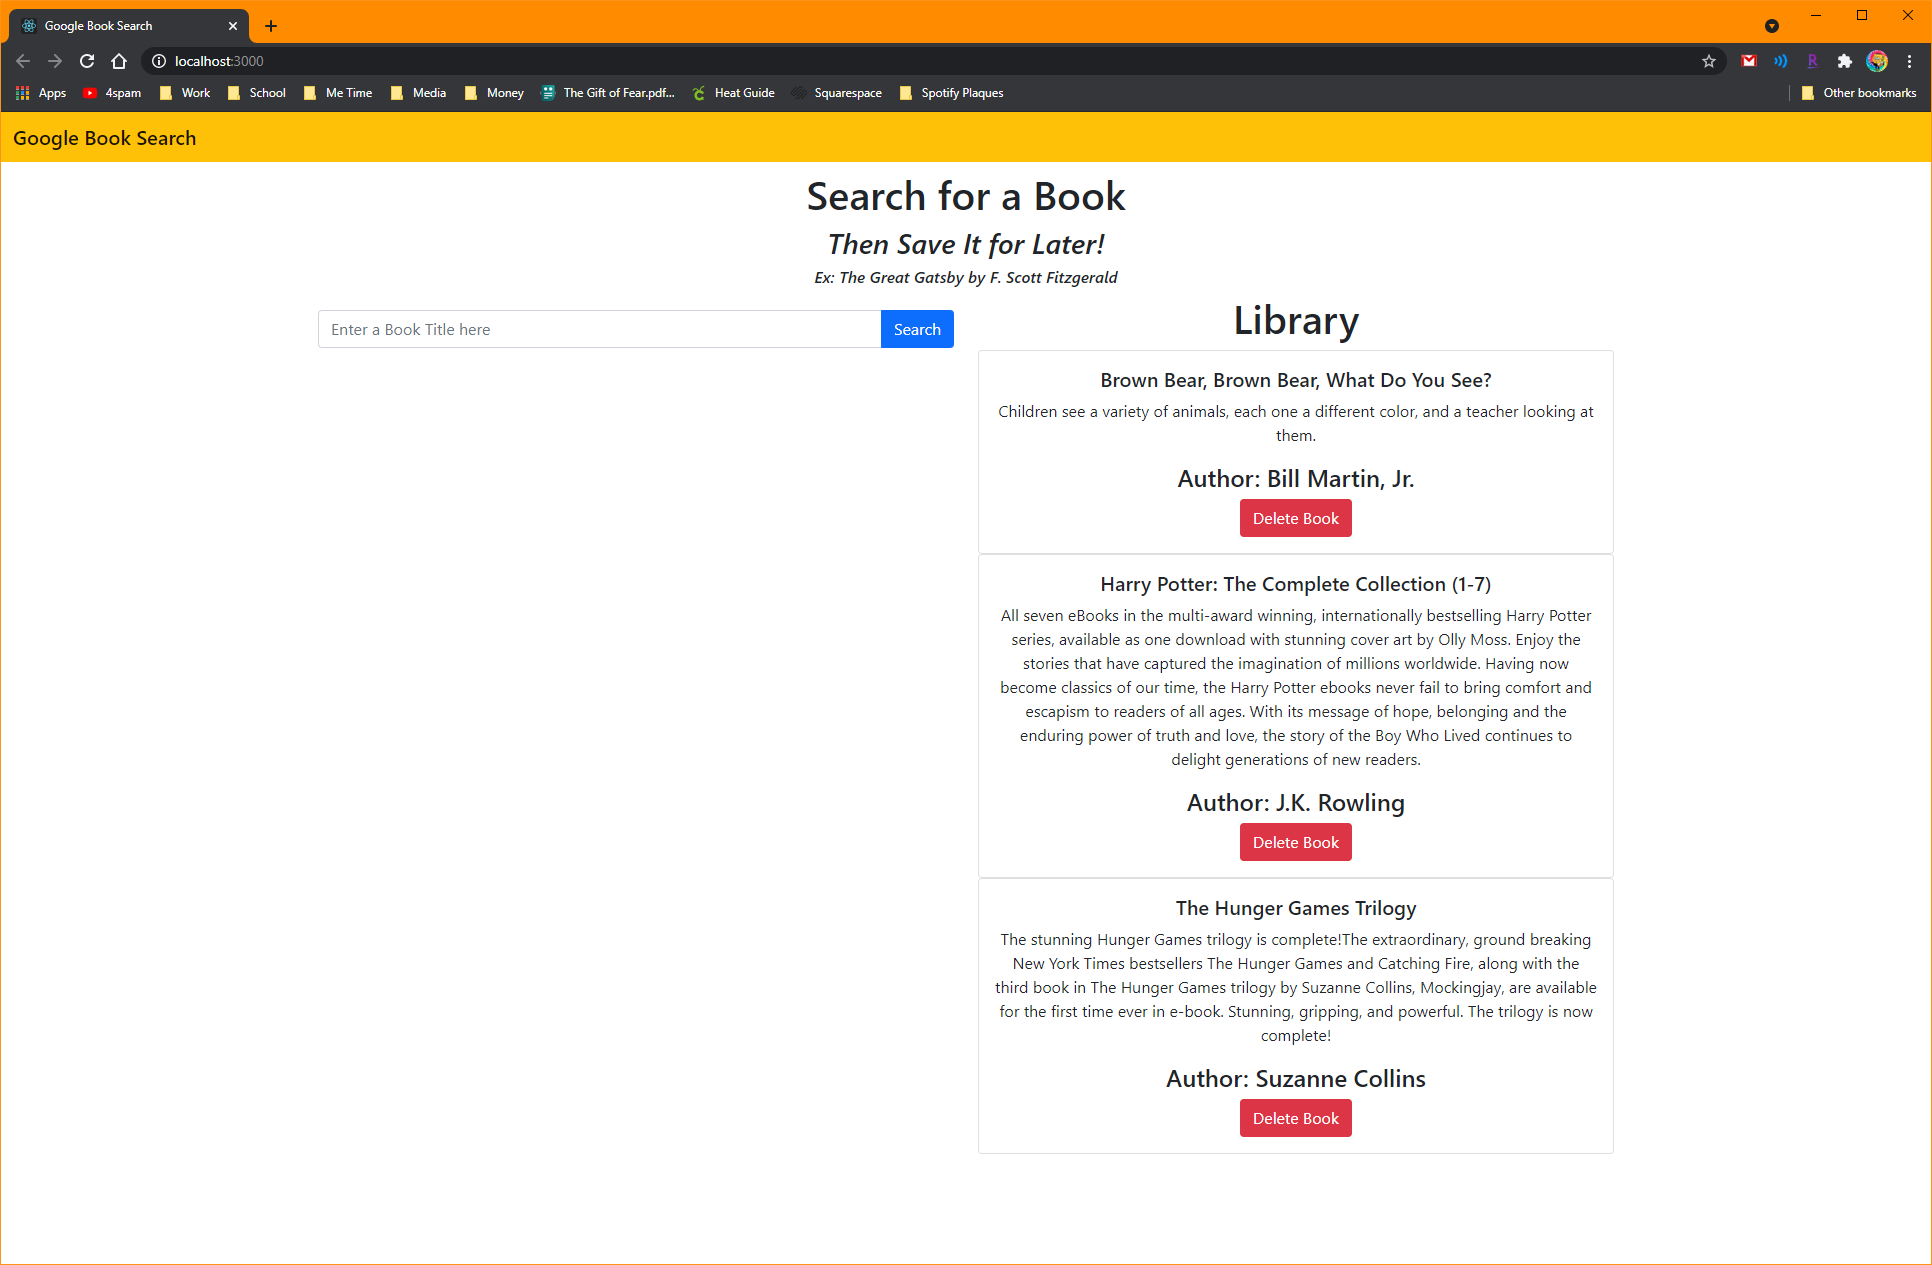 Google Book Search
localhost:3000
Apps 4spam Work School Me Time Media Money The Gift of Fear.pdf... Heat Guide Squarespace Spotify Plaques Other bookmarks
Google Book Search
Search for a Book
Then Save It for Later!
Ex: The Great Gatsby by F. Scott Fitzgerald
Enter a Book Title here Search
Library
Brown Bear, Brown Bear, What Do You See?
Children see a variety of animals, each one a different color, and a teacher looking at
them.
Author: Bill Martin, Jr.
Delete Book
Harry Potter: The Complete Collection (1-7)
All seven eBooks in the multi-award winning, internationally bestselling Harry Potter
series, available as one download with stunning cover art by Olly Moss. Enjoy the
stories that have captured the imagination of millions worldwide. Having now
become classics of our time, the Harry Potter ebooks never fail to bring comfort and
escapism to readers of all ages. With its message of hope, belonging and the
enduring power of truth and love, the story of the Boy Who Lived continues to
delight generations of new readers.
Author: J.K. Rowling
Delete Book
The Hunger Games Trilogy
The stunning Hunger Games trilogy is complete!The extraordinary, ground breaking
New York Times bestsellers The Hunger Games and Catching Fire, along with the
third book in The Hunger Games trilogy by Suzanne Collins, Mockingjay, are available
for the first time ever in e-book. Stunning, gripping, and powerful. The trilogy is now
complete!
Author: Suzanne Collins
Delete Book